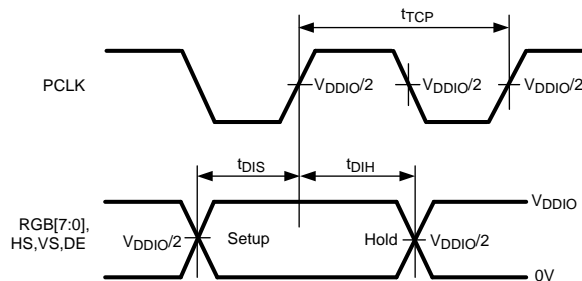 tTCP
PCLK
VDDIO/2
VDDIO/2
VDDIO/2
tDIS
tDIH
VDDIO
RGB[7:0],
HS,VS,DE
VDDIO/2
Setup
Hold
VDDIO/2
0V